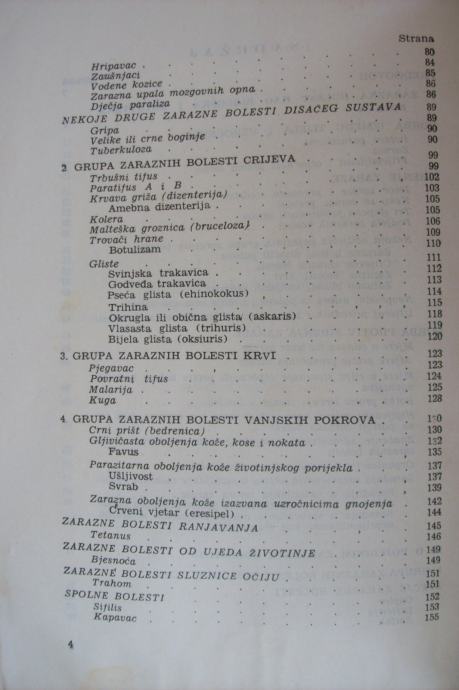 Strana
Hripavac . . . . . . . . . 80
Zaušnjaci . . . . . . . . . 84
Vodene kozice . . . . . . . . . 85
Zarazna upala mozgovnih opna . . . . . . 86
Dječja paraliza . . . . . . . . . 86
NEKOJE DRUGE ZARAZNE BOLESTI DISAĆEG SUSTAVA 89
Gripa . . . . . . . . . 89
Velike ili crne boginje . . . . . . . 90
Tuberkuloza . . . . . . . . . 90
2. GRUPA ZARAZNIH BOLESTI CRIJEVA . . . . . 99
Trbušni tifus . . . . . . . . . 99
Paratifus A i B . . . . . . . . . 102
Krvava griža (dizenterija) . . . . . . . 103
Amebna dizenterija . . . . . . . . 105
Kolera . . . . . . . . . 105
Malteška groznica (bruceloza) . . . . . . 106
Trovači hrane . . . . . . . . . 109
Botulizam . . . . . . . . . 110
Gliste . . . . . . . . . 111
Svinjska trakavica . . . . . . . . 112
Godveđa trakavica . . . . . . . . 113
Pseća glista (ehinokokus) . . . . . . 114
Trihina . . . . . . . . . 115
Okrugla ili obična glista (askaris) . . . . 118
Vlasasta glista (trihuris) . . . . . . 119
Bijela glista (oksiuris) . . . . . . 120
3. GRUPA ZARAZNIH BOLESTI KRVI . . . . . 123
Pjegavac . . . . . . . . . 123
Povratni tifus . . . . . . . . . 124
Malarija . . . . . . . . . 125
Kuga . . . . . . . . . 128
4. GRUPA ZARAZNIH BOLESTI VANJSKIH POKROVA . . 130
Crni prišt (bedrenica) . . . . . . . 130
Gljivičasta oboljenja kože, kose i nokata . . . . 132
Favus . . . . . . . . . 135
Parazitarna oboljenja kože životinjskog porijekla . . . 137
Ušljivost . . . . . . . . . 137
Svrab . . . . . . . . . 139
Zarazna oboljenja kože izazvana uzročnicima gnojenja . 142
Crveni vjetar (eresipel) . . . . . . . 144
ZARAZNE BOLESTI RANJAVANJA . . . . . . 145
Tetanus . . . . . . . . . 146
ZARAZNE BOLESTI OD UJEDA ŽIVOTINJE . . . . 149
Bjesnoća . . . . . . . . . 149
ZARAZNE BOLESTI SLUZNICE OČIJU . . . . . 151
Trahom . . . . . . . . . 151
SPOLNE BOLESTI . . . . . . . . . 152
Sifilis . . . . . . . . . 153
Kapavac . . . . . . . . . 155
4